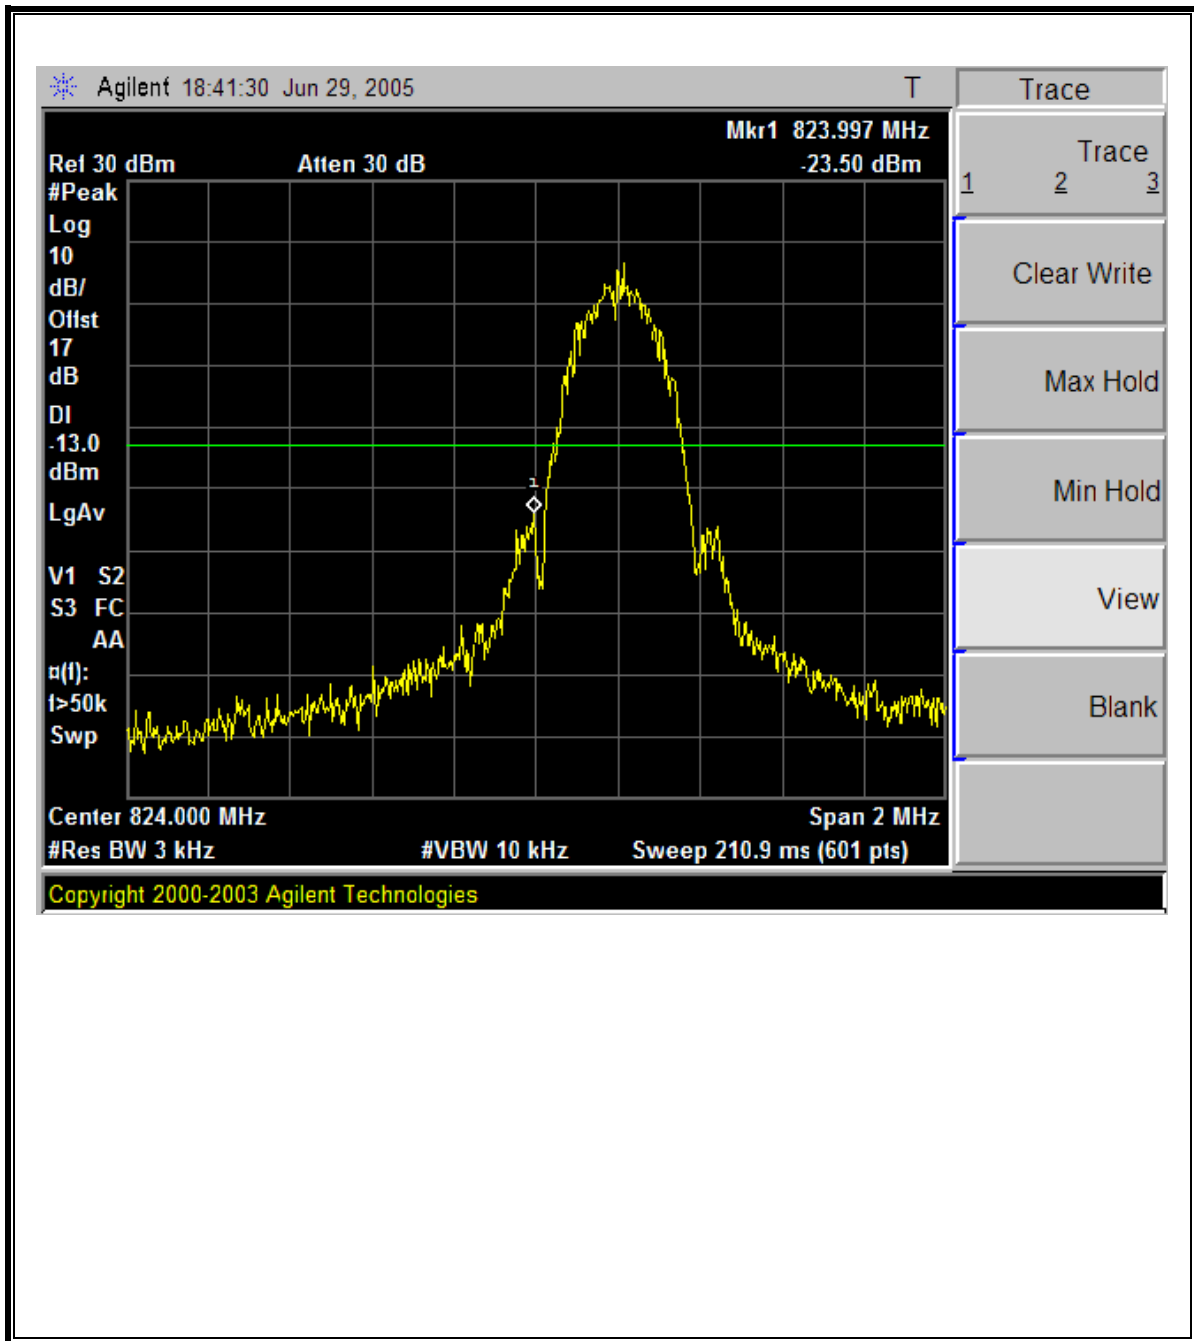 Agilent 18:41:30 Jun 29, 2005 T
Trace
Mkr1 823.997 MHz
Ref 30 dBm Atten 30 dB -23.50 dBm
#Peak
Log
10
dB/
Offst
17
dB
DI
-13.0
dBm
LgAv
V1 S2
S3 FC
AA
¤(f):
f>50k
Swp
1
Center 824.000 MHz Span 2 MHz
#Res BW 3 kHz #VBW 10 kHz Sweep 210.9 ms (601 pts)
Copyright 2000-2003 Agilent Technologies
Trace
1 2 3
Clear Write
Max Hold
Min Hold
View
Blank